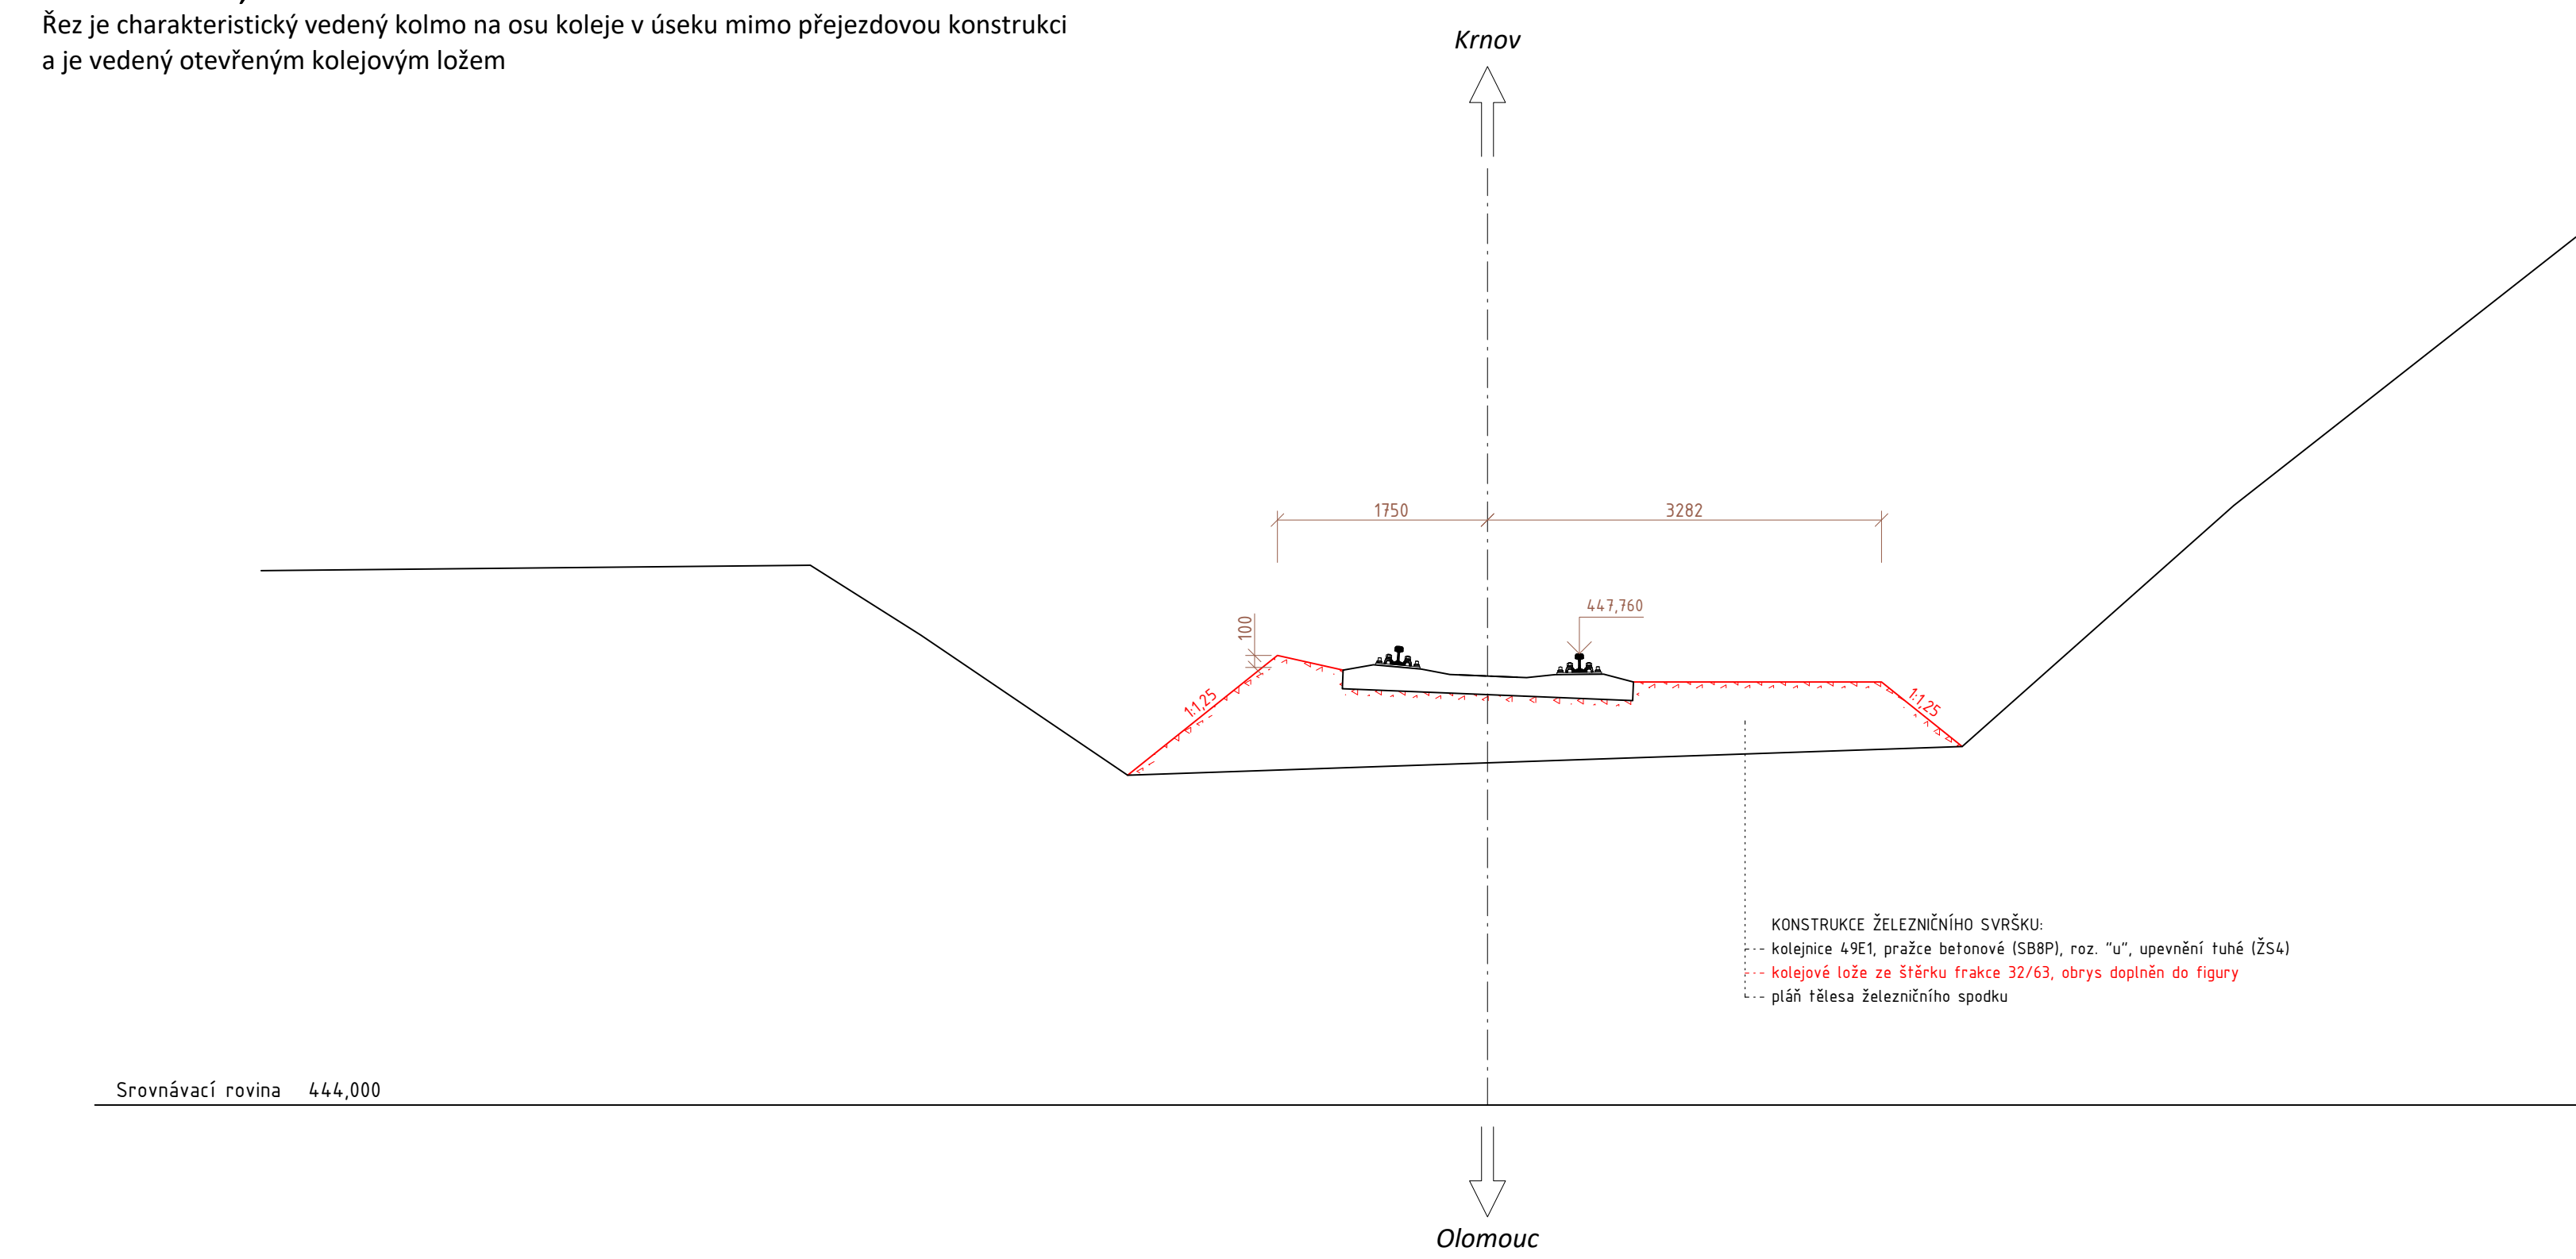 Řez je charakteristický vedený kolmo na osu koleje v úseku mimo přejezdovou konstrukci
a je vedený otevřeným kolejovým ložem
Krnov
1750
3282
447,760
100
1:1,25
1:1,25
KONSTRUKCE ŽELEZNIČNÍHO SVRŠKU:
kolejnice 49E1, pražce betonové (SB8P), roz. "u", upevnění tuhé (ŽS4)
kolejové lože ze štěrku frakce 32/63, obrys doplněn do figury
pláň tělesa železničního spodku
Srovnávací rovina 444,000
Olomouc